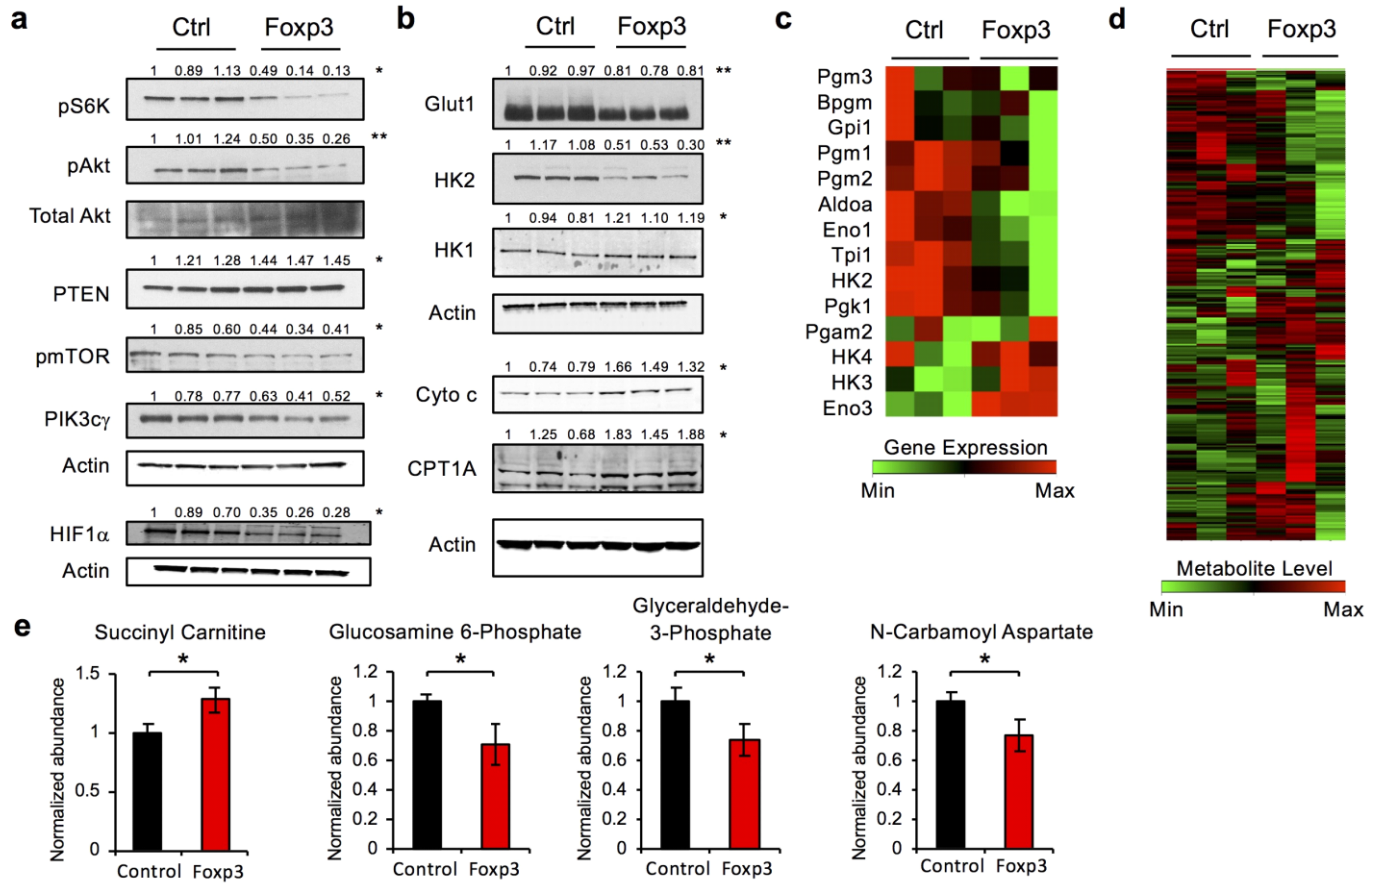 a
Ctrl Foxp3
1 0.89 1.13 0.49 0.14 0.13 *
pS6K
1 1.01 1.24 0.50 0.35 0.26 **
pAkt
Total Akt
1 1.21 1.28 1.44 1.47 1.45 *
PTEN
1 0.85 0.60 0.44 0.34 0.41 *
pmTOR
1 0.78 0.77 0.63 0.41 0.52 *
PIK3cγ
Actin
1 0.89 0.70 0.35 0.26 0.28 *
HIF1α
Actin
b
Ctrl Foxp3
1 0.92 0.97 0.81 0.78 0.81 **
Glut1
1 1.17 1.08 0.51 0.53 0.30 **
HK2
1 0.94 0.81 1.21 1.10 1.19 *
HK1
Actin
1 0.74 0.79 1.66 1.49 1.32 *
Cyto c
1 1.25 0.68 1.83 1.45 1.88 *
CPT1A
Actin
c
Ctrl Foxp3
Pgm3
Bpgm
Gpi1
Pgm1
Pgm2
Aldoa
Eno1
Tpi1
HK2
Pgk1
Pgam2
HK4
HK3
Eno3
Gene Expression
Min Max
d
Ctrl Foxp3
Metabolite Level
Min Max
e
Succinyl Carnitine
*
Normalized abundance
1.5
1
0.5
0
Control Foxp3
Glucosamine 6-Phosphate
*
Normalized abundance
1.2
1
0.8
0.6
0.4
0.2
0
Control Foxp3
Glyceraldehyde-
3-Phosphate
*
Normalized abundance
1.2
1
0.8
0.6
0.4
0.2
0
Control Foxp3
N-Carbamoyl Aspartate
*
Normalized abundance
1.2
1
0.8
0.6
0.4
0.2
0
Control Foxp3